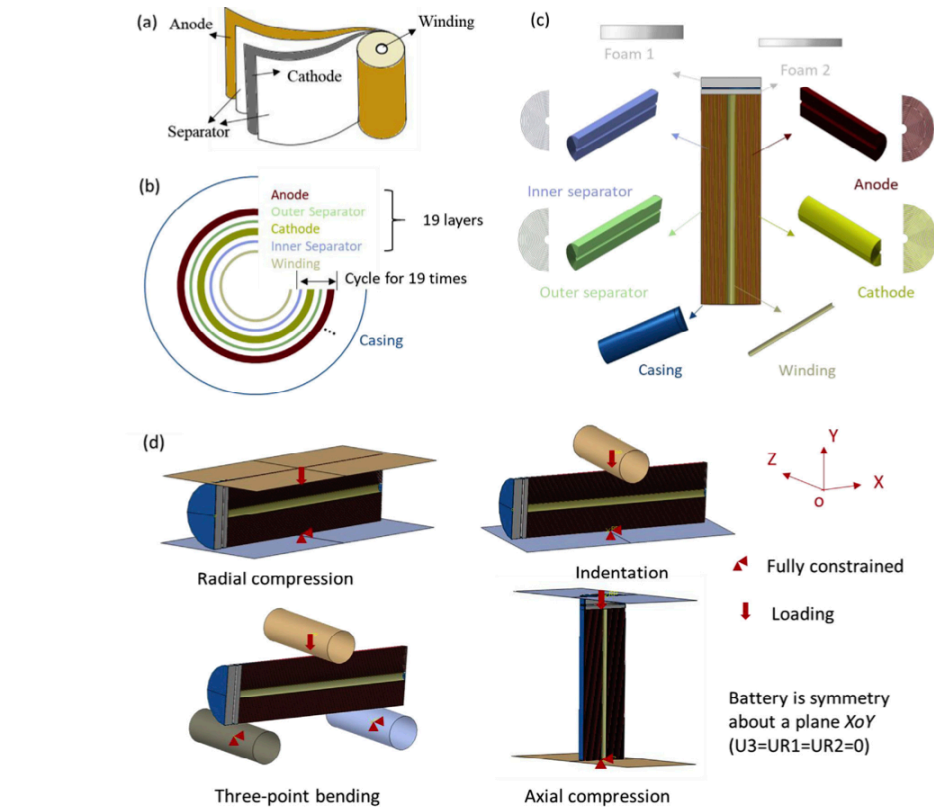 (a)
Anode
Winding
Cathode
Separator
(b)
Anode
Outer Separator
Cathode
Inner Separator
Winding
19 layers
Cycle for 19 times
...
Casing
(c)
Foam 1
Foam 2
Inner separator
Anode
Outer separator
Cathode
Casing
Winding
(d)
Radial compression
Indentation
Y
Z
X
O
Fully constrained
Loading
Three-point bending
Axial compression
Battery is symmetry
about a plane XoY
(U3=UR1=UR2=0)